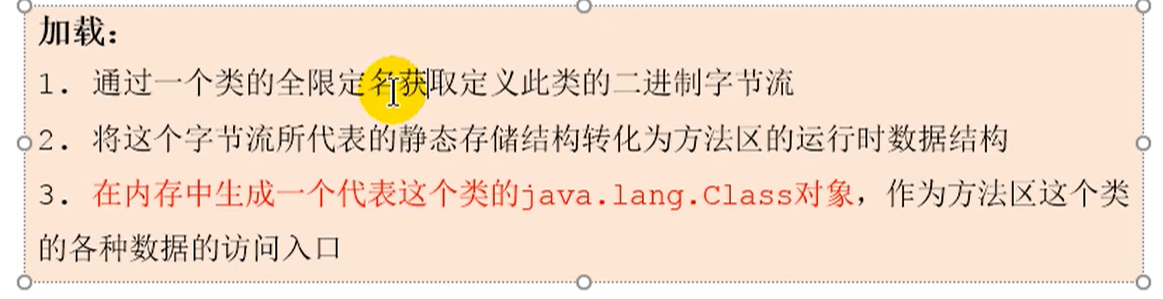 加载：
1. 通过一个类的全限定名获取定义此类的二进制字节流
2. 将这个字节流所代表的静态存储结构转化为方法区的运行时数据结构
3. 在内存中生成一个代表这个类的java.lang.Class对象，作为方法区这个类
的各种数据的访问入口